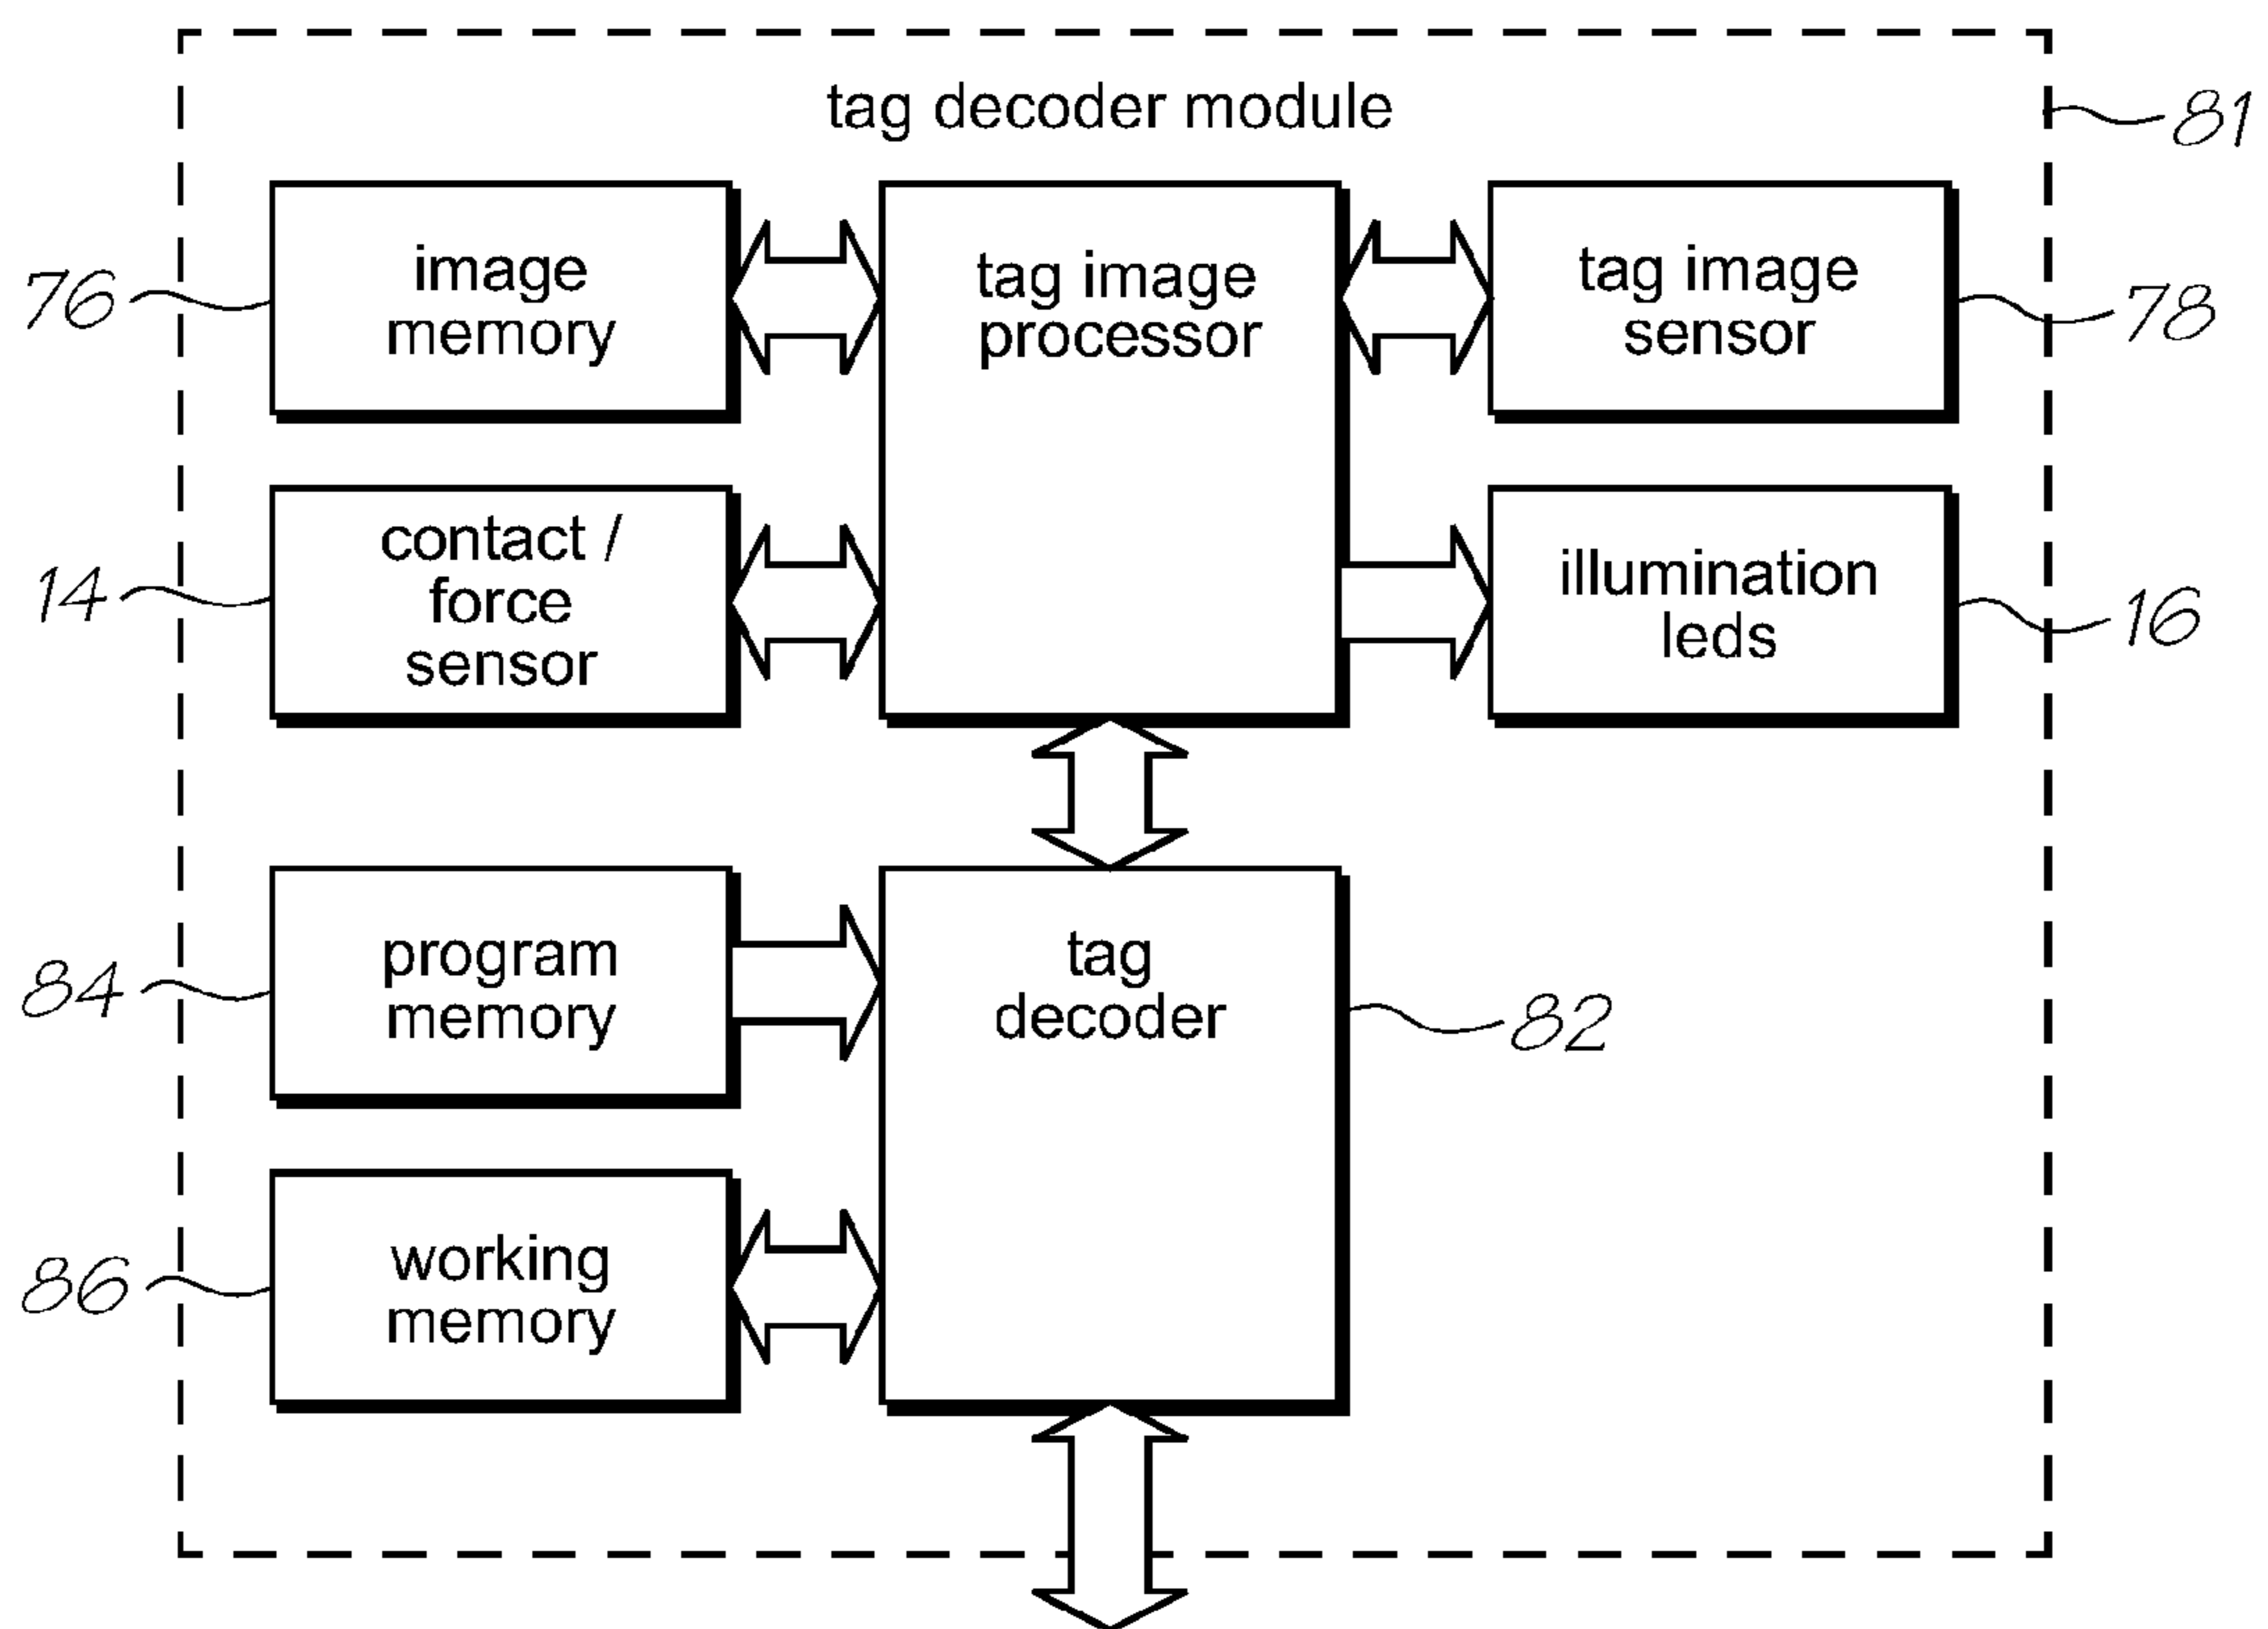 tag decoder module
81
76
image
memory
tag image
processor
tag image
sensor
78
14
contact /
force
sensor
illumination
leds
16
84
program
memory
tag
decoder
82
86
working
memory